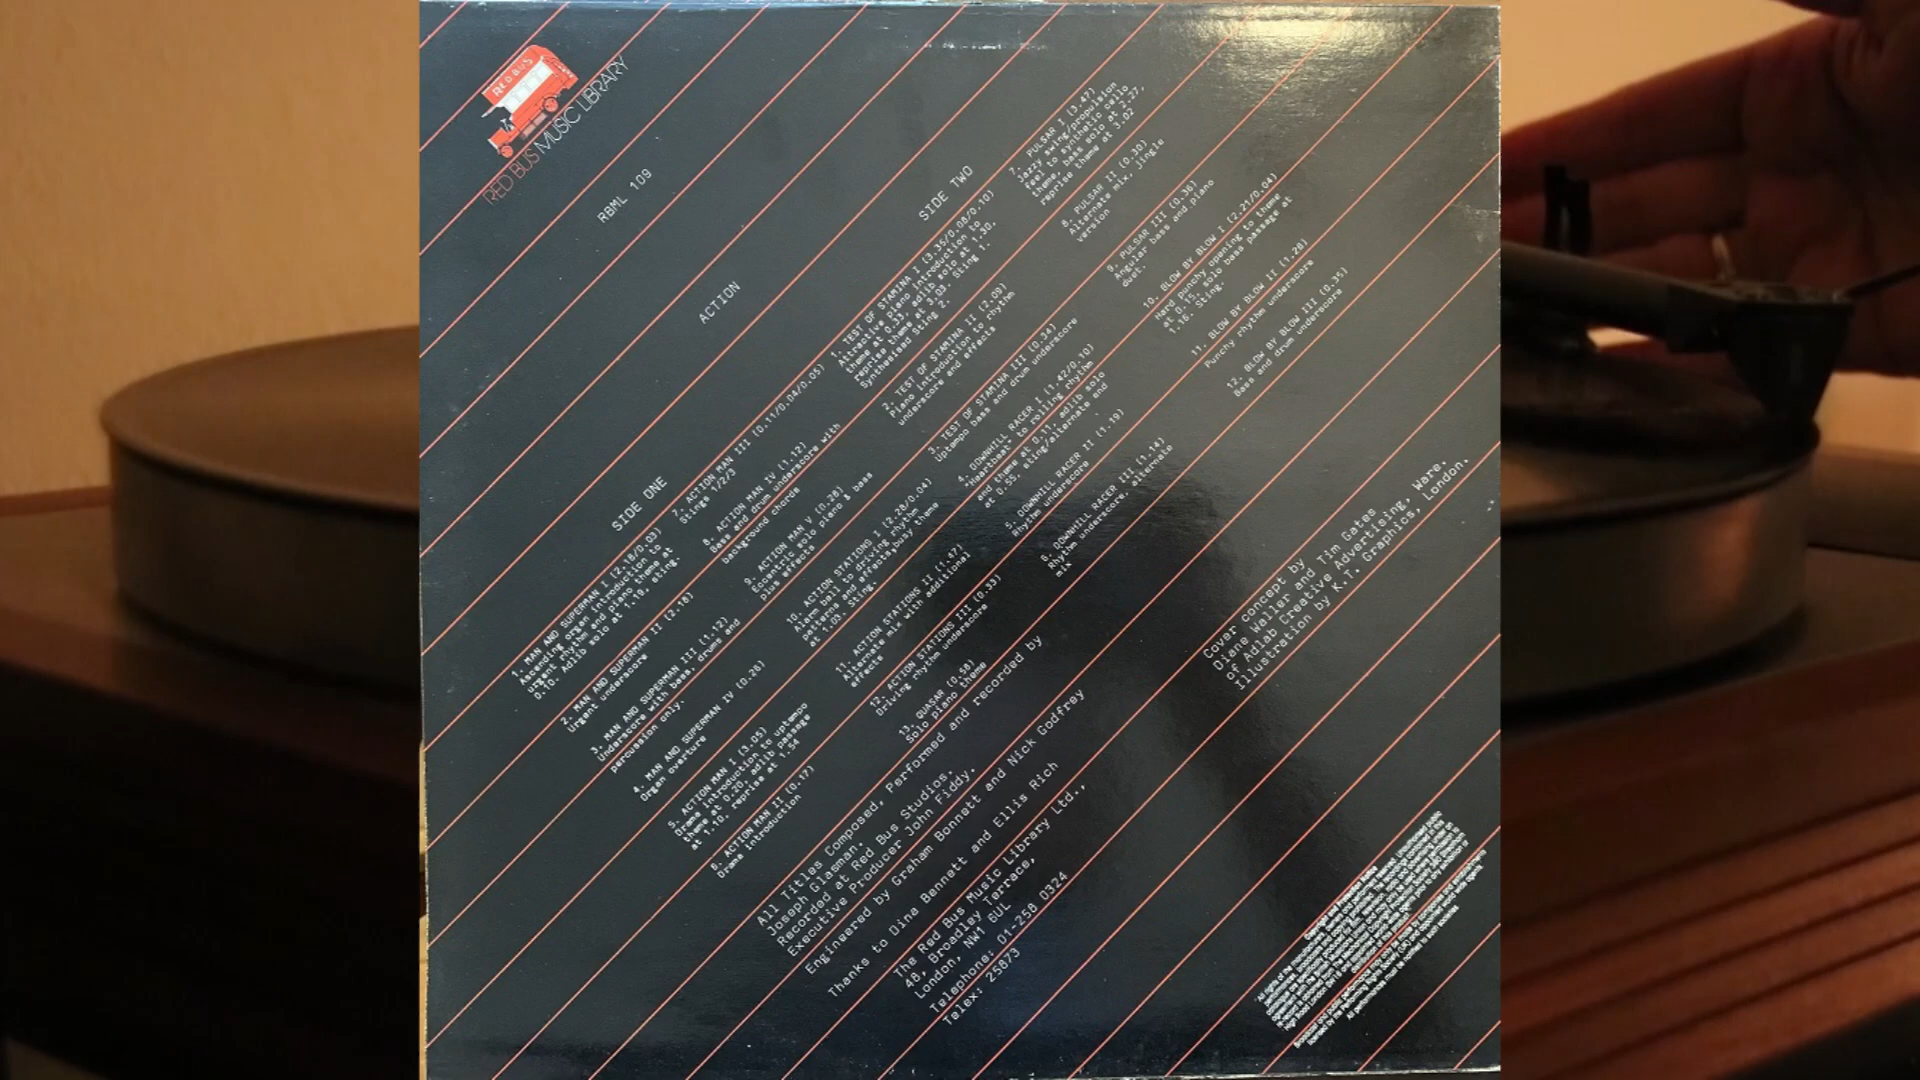 RED BUS
RED BUS MUSIC LIBRARY
RBML 109
ACTION
SIDE ONE
1. MAN AND SUPERMAN I (2.18/0.03)
Ascending organ introduction to
urgent rhythm and piano theme at
0.10. Adlib solo at 1.19, sting.
2. MAN AND SUPERMAN II (2.18)
Urgent underscore
3. MAN AND SUPERMAN III (1.12)
Underscore with bass, drums and
percussion only.
4. MAN AND SUPERMAN IV (0.28)
Organ overture
5. ACTION MAN I (3.05)
Drama introduction to uptempo
theme at 0.20, adlib passage
at 1.10, reprise at 1.54
6. ACTION MAN II (0.17)
Drama introduction
7. ACTION MAN III (0.11/0.04/0.05)
Stings 1/2/3
8. ACTION MAN IV (1.12)
Bass and drum underscore with
background chords
9. ACTION MAN V (0.28)
Eccentric solo piano & bass
plus effects
10. ACTION STATIONS I (2.28/0.04)
Alarm bell to driving rhythm
patterns and effects, busy theme
at 1.03. Sting.
11. ACTION STATIONS II (1.47)
Alternate mix with additional
effects
12. ACTION STATIONS III (0.33)
Driving rhythm underscore
13. QUASAR (0.58)
Solo piano theme
SIDE TWO
1. TEST OF STAMINA I (3.35/0.08/0.10)
Attractive piano introduction to
theme at 0.33, adlib solo at 1.30,
reprise theme at 3.03. Sting 1.
Synthesised Sting 2.
2. TEST OF STAMINA II (2.09)
Piano introduction to rhythm
underscore and effects
3. TEST OF STAMINA III (0.34)
Uptempo bass and drum underscore
4. DOWNHILL RACER I (1.42/0.10)
"Heartbeat" to rolling rhythm
and theme at 0.11, adlib solo
at 0.55, sting/alternate end
5. DOWNHILL RACER II (1.19)
Rhythm underscore
6. DOWNHILL RACER III (1.14)
Rhythm underscore, alternate
mix
7. PULSAR I (3.47)
Jazzy swing/propulsion
feel to synthetic cello
theme, bass solo at 2.27,
reprise theme at 3.02
8. PULSAR II (0.30)
Alternate mix, jingle
version
9. PULSAR III (0.36)
Angular bass and piano
duet.
10. BLOW BY BLOW I (2.21/0.04)
Hard punchy opening to theme
at 0.15, solo bass passage at
1.16. Sting.
11. BLOW BY BLOW II (1.28)
Punchy rhythm underscore
12. BLOW BY BLOW III (0.35)
Bass and drum underscore
All Titles Composed, Performed and recorded by
Joseph Glasman.
Recorded at Red Bus Studios.
Executive Producer John Fiddy.
Engineered by Graham Bonnett and Nick Godfrey
Thanks to Dina Bennett and Ellis Rich
The Red Bus Music Library Ltd.,
48, Broadley Terrace,
London, NW1 6UL
Telephone: 01-258 0324
Telex: 25873
Cover concept by
Diane Waller and Tim Gates
of Adlab Creative Advertising, Ware.
Illustration by K.T. Graphics, London.